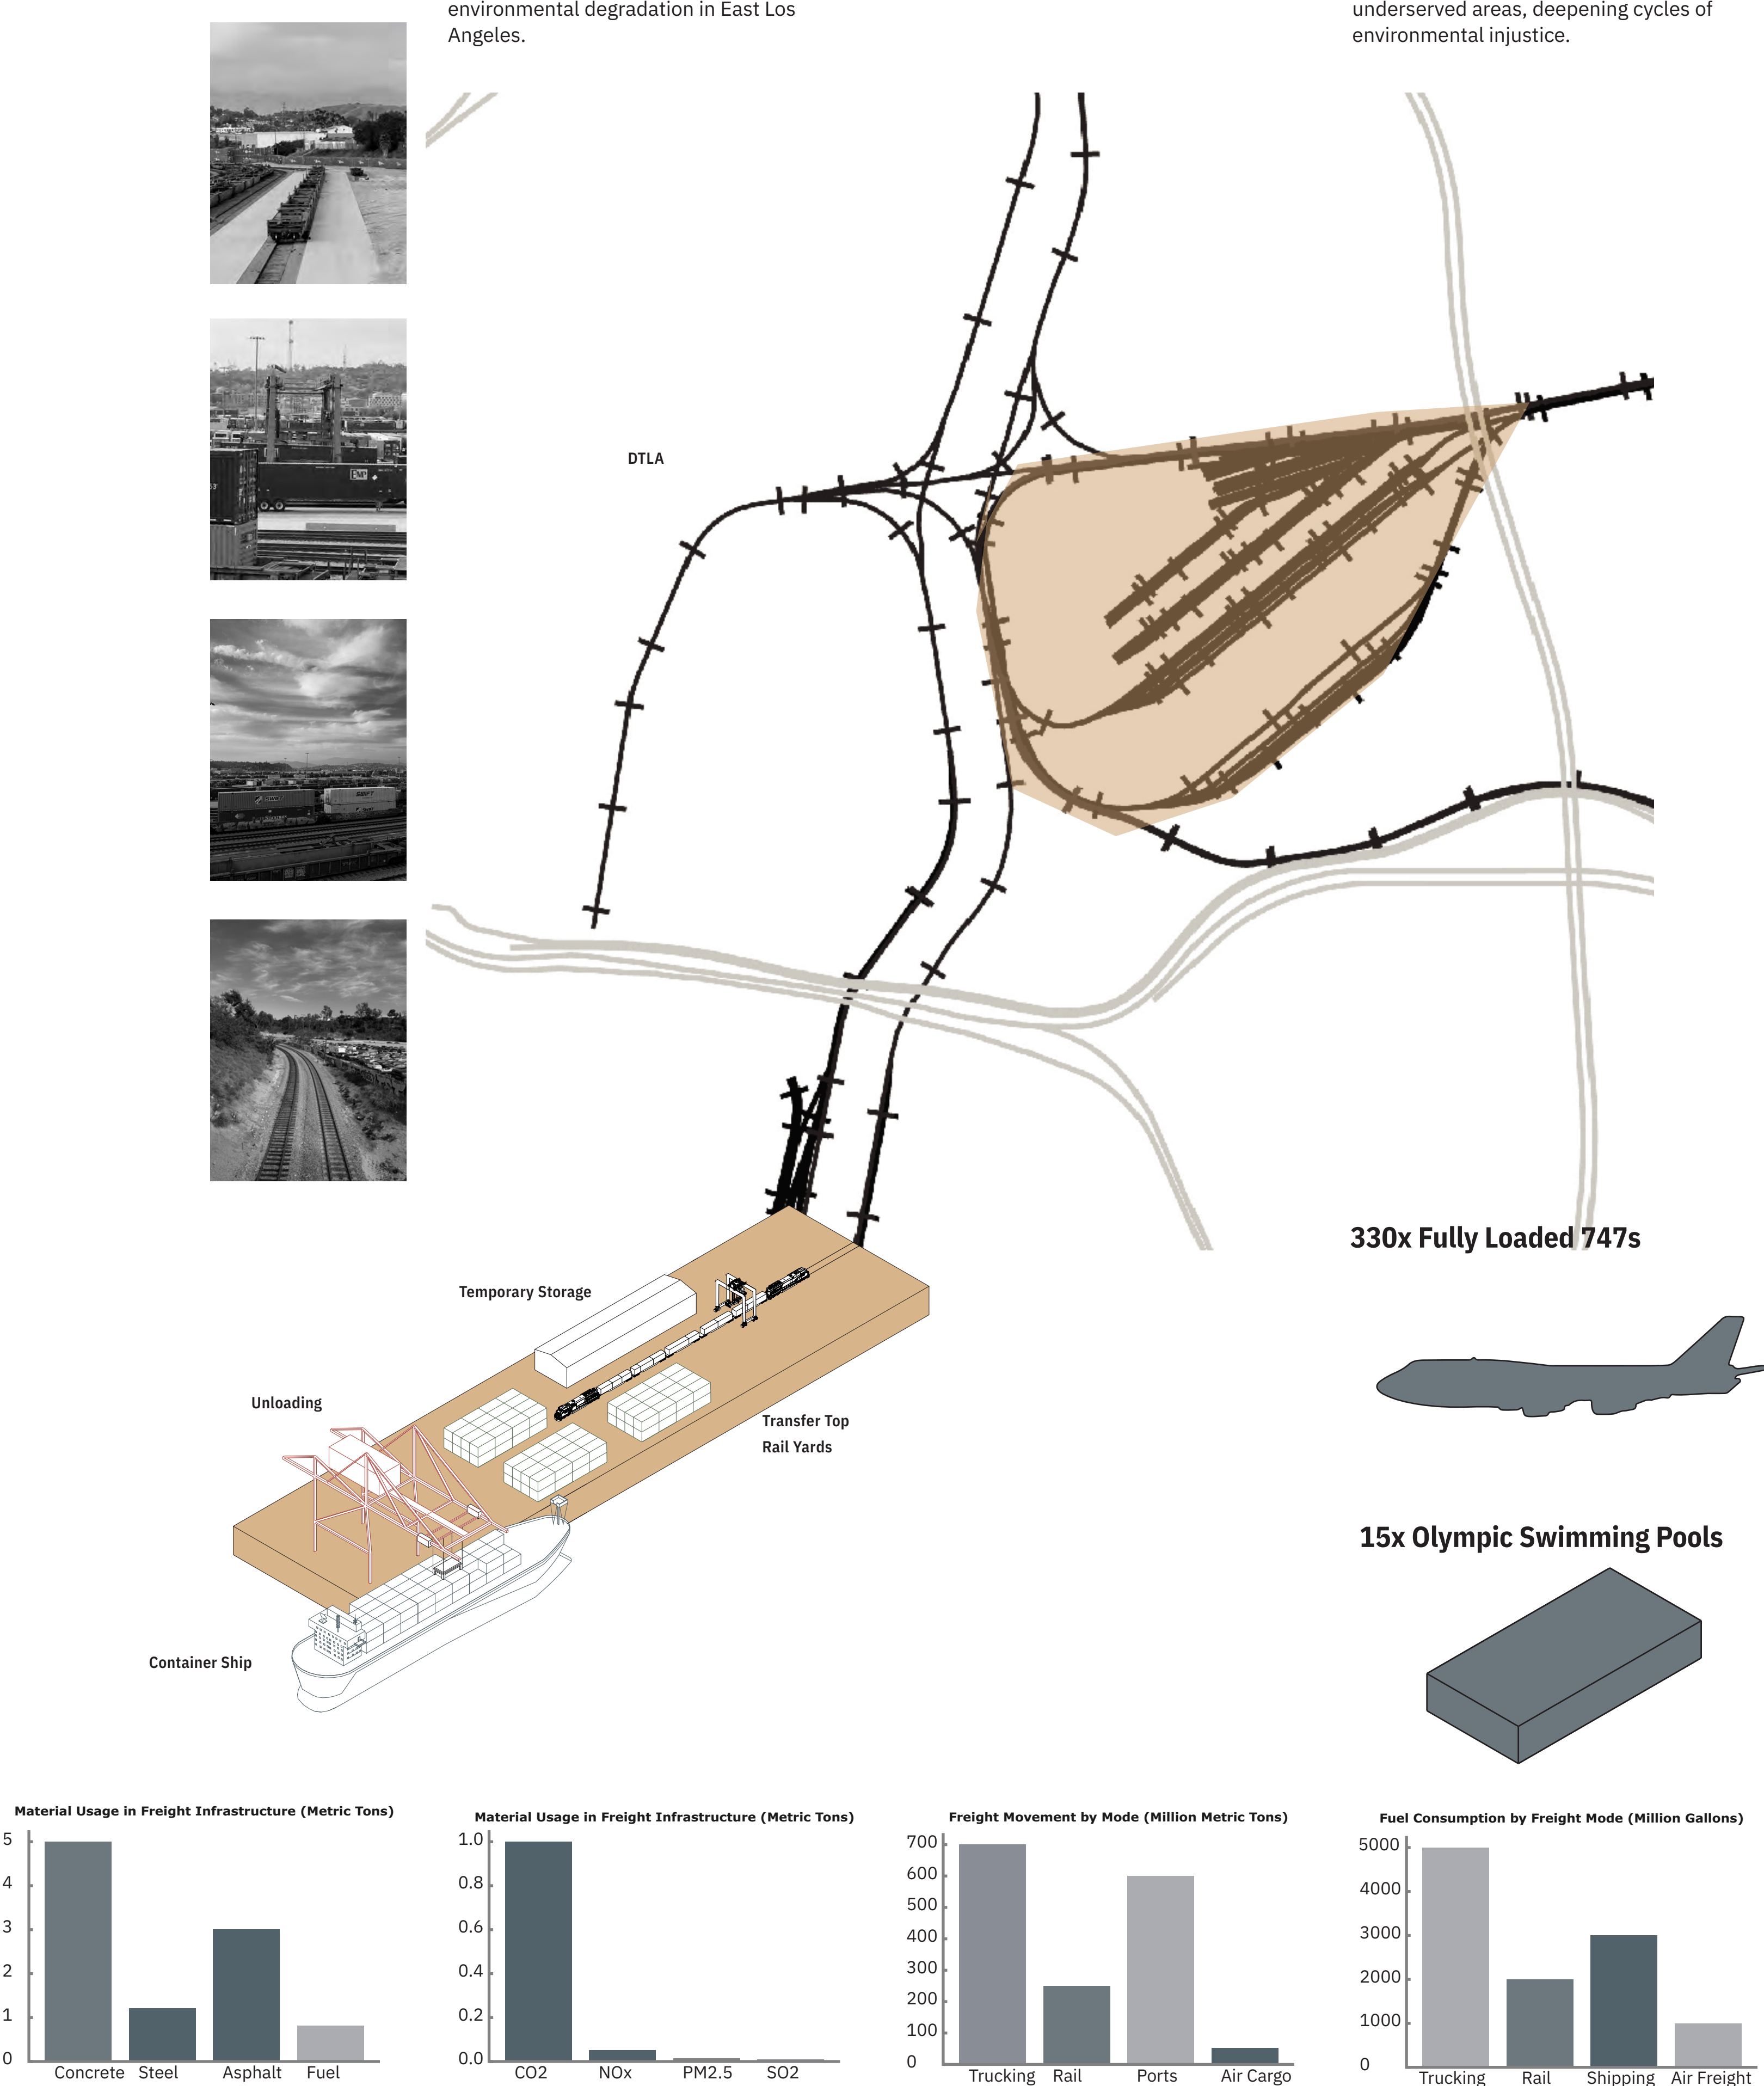 environmental degradation in East Los
Angeles.
underserved areas, deepening cycles of
environmental injustice.
DTLA
330x Fully Loaded 747s
Temporary Storage
Unloading
Transfer Top
Rail Yards
15x Olympic Swimming Pools
Container Ship
Material Usage in Freight Infrastructure (Metric Tons)
5
4
3
2
1
0
Concrete Steel Asphalt Fuel
Material Usage in Freight Infrastructure (Metric Tons)
1.0
0.8
0.6
0.4
0.2
0.0
CO2 NOx PM2.5 SO2
Freight Movement by Mode (Million Metric Tons)
700
600
500
400
300
200
100
0
Trucking Rail Ports Air Cargo
Fuel Consumption by Freight Mode (Million Gallons)
5000
4000
3000
2000
1000
0
Trucking Rail Shipping Air Freight